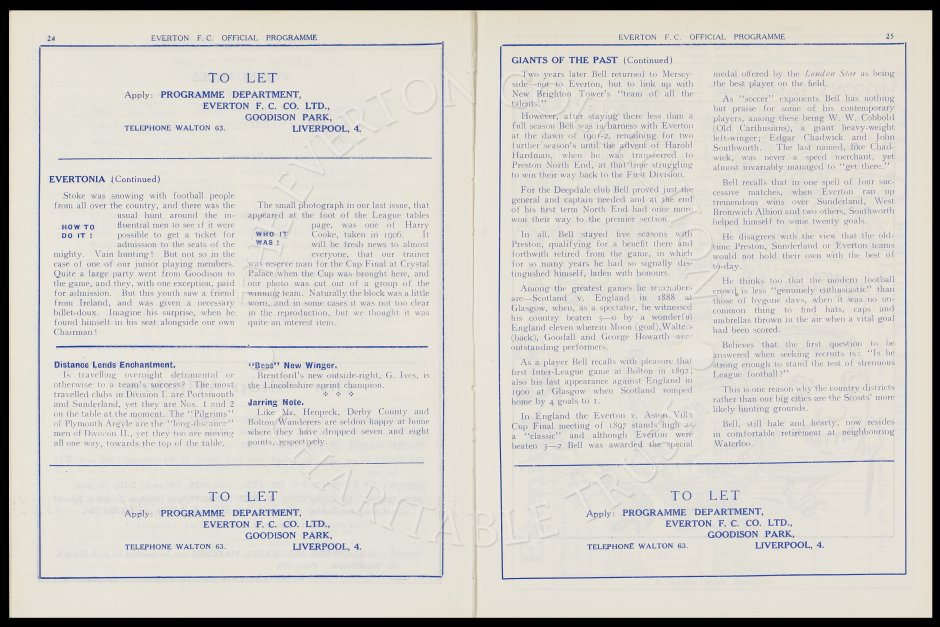 24
EVERTON F. C. OFFICIAL PROGRAMME
TO LET
Apply: PROGRAMME DEPARTMENT,
EVERTON F. C. CO. LTD.,
GOODISON PARK,
TELEPHONE WALTON 63. LIVERPOOL, 4.
EVERTONIA (Continued)
Stoke was snowing with football people
from all over the country, and there was the
usual hunt around the in-
fluential men to see if it were
possible to get a ticket for
admission to the seats of the
HOW TO
DO IT !
mighty. Vain hunting! But not so in the
case of one of our junior playing members.
Quite a large party went from Goodison to
the game, and they, with one exception, paid
for admission. But this youth saw a friend
from Ireland, and was given a necessary
billet-doux. Imagine his surprise, when he
found himself in his seat alongside our own
Chairman!
The small photograph in our last issue, that
appeared at the foot of the League tables
page, was one of Harry
Cooke, taken in 1906. It
will be fresh news to almost
everyone, that our trainer
WHO IT
WAS !
was reserve man for the Cup Final at Crystal
Palace when the Cup was brought here, and
our photo was cut out of a group of the
winning team. Naturally the block was a little
worn, and in some cases it was not too clear
in the reproduction, but we thought it was
quite an interest item.
Distance Lends Enchantment.
Is travelling overnight detrimental or
otherwise to a team's success? The most
travelled clubs in Division I. are Portsmouth
and Sunderland, yet they are Nos. 1 and 2
on the table at the moment. The "Pilgrims"
of Plymouth Argyle are the "long-distance"
men of Division II., yet they too are moving
all one way, towards the top of the table.
"Bees" New Winger.
Brentford's new outside-right, G. Ives, is
the Lincolnshire sprint champion.
Jarring Note.
Like Mr. Henpeck, Derby County and
Bolton Wanderers are seldon happy at home
where they have dropped seven and eight
points, respectively.
TO LET
Apply: PROGRAMME DEPARTMENT,
EVERTON F. C. CO. LTD.,
GOODISON PARK,
TELEPHONE WALTON 63. LIVERPOOL, 4.
EVERTON F. C. OFFICIAL PROGRAMME
25
GIANTS OF THE PAST (Continued)
Two years later Bell returned to Mersey-
side—not to Everton, but to link up with
New Brighton Tower's "team of all the
talents."
However, after staying there less than a
full season Bell was in harness with Everton
at the dawn of 1901-2, remaining for two
further season's until the advent of Harold
Hardman, when he was transferred to
Preston North End, at that time struggling
to win their way back to the First Division.
For the Deepdale club Bell proved just the
general and captain needed and at the end
of his first term North End had once more
won their way to the premier section.
In all, Bell stayed five seasons with
Preston, qualifying for a benefit there and
forthwith retired from the game, in which
for so many years he had so signally dis-
tinguished himself, laden with honours.
Among the greatest games he remembers
are—Scotland v. England in 1888 at
Glasgow, when, as a spectator, he witnessed
his country beaten 5—0 by a wonderful
England eleven wherein Moon (goal), Walters
(back), Goodall and George Howarth were
outstanding performers.
As a player Bell recalls with pleasure that
first Inter-League game at Bolton in 1892;
also his last appearance against England in
1900 at Glasgow when Scotland romped
home by 4 goals to 1.
In England the Everton v. Aston Villa
Cup Final meeting of 1897 stands high as
a "classic" and although Everton were
beaten 3—2 Bell was awarded the special
medal offered by the London Star as being
the best player on the field.
As "soccer" exponents Bell has nothing
but praise for some of his contemporary
players, among these being W. W. Cobbold
(Old Carthusians), a giant heavy-weight
left-winger; Edgar Chadwick and John
Southworth. The last named, like Chad-
wick, was never a speed merchant, yet
almost invariably managed to "get there."
Bell recalls that in one spell of four suc-
cessive matches, when Everton ran up
tremendous wins over Sunderland, West
Bromwich Albion and two others, Southworth
helped himself to some twenty goals.
He disagrees with the view that the old-
time Preston, Sunderland or Everton teams
would not hold their own with the best of
to-day.
He thinks too that the modern football
crowd is less "genuinely enthusiastic" than
those of bygone days, when it was no un-
common thing to find hats, caps and
umbrellas thrown in the air when a vital goal
had been scored.
Believes that the first question to be
answered when seeking recruits is: "Is he
strong enough to stand the test of strenuous
League football?"
This is one reason why the country districts
rather than our big cities are the Scouts' more
likely hunting grounds.
Bell, still hale and hearty, now resides
in comfortable retirement at neighbouring
Waterloo.
TO LET
Apply: PROGRAMME DEPARTMENT,
EVERTON F. C. CO. LTD.,
GOODISON PARK,
TELEPHONE WALTON 63. LIVERPOOL, 4.